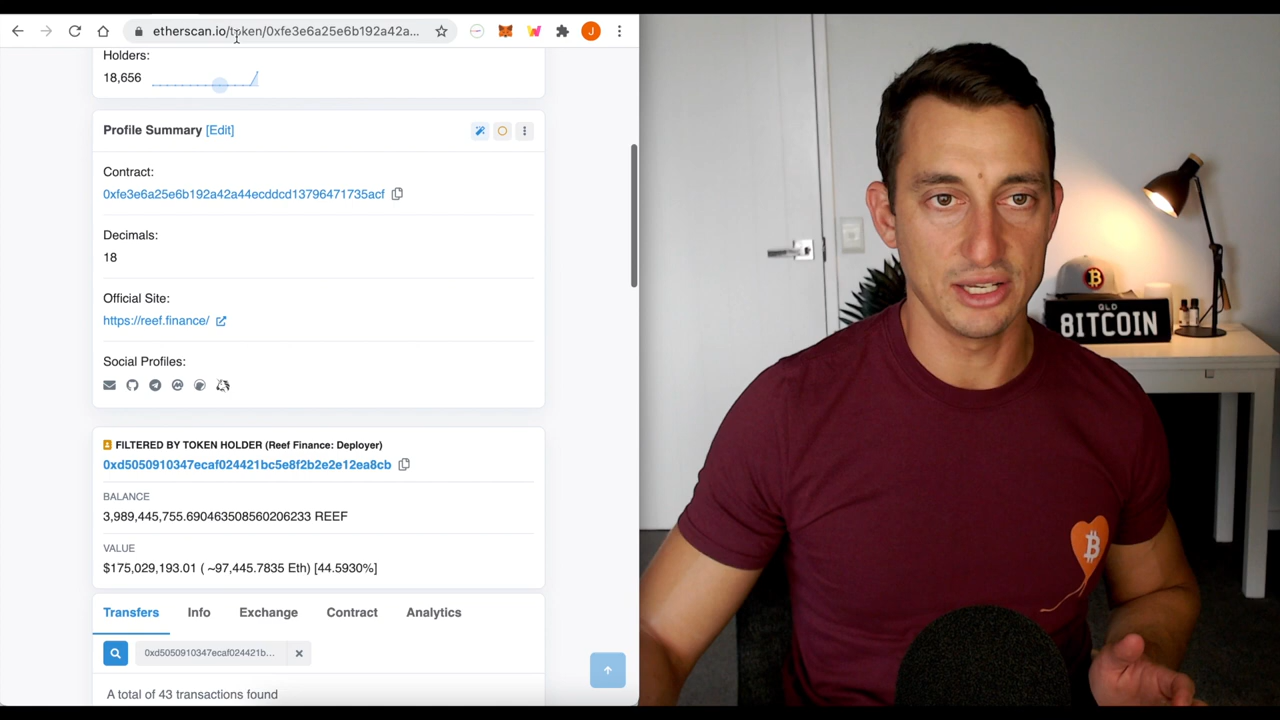 etherscan.io/token/0xfe3e6a25e6b192a42a...
J
Holders:
18,656
Profile Summary [Edit]
Contract:
0xfe3e6a25e6b192a42a44ecddcd13796471735acf
Decimals:
18
Official Site:
https://reef.finance/
Social Profiles:
FILTERED BY TOKEN HOLDER (Reef Finance: Deployer)
0xd5050910347ecaf024421bc5e8f2b2e2e12ea8cb
BALANCE
3,989,445,755.690463508560206233 REEF
VALUE
$175,029,193.01 ( ~97,445.7835 Eth) [44.5930%]
Transfers Info Exchange Contract Analytics
0xd5050910347ecaf024421b...
A total of 43 transactions found
QLD
8ITCOIN
B
B